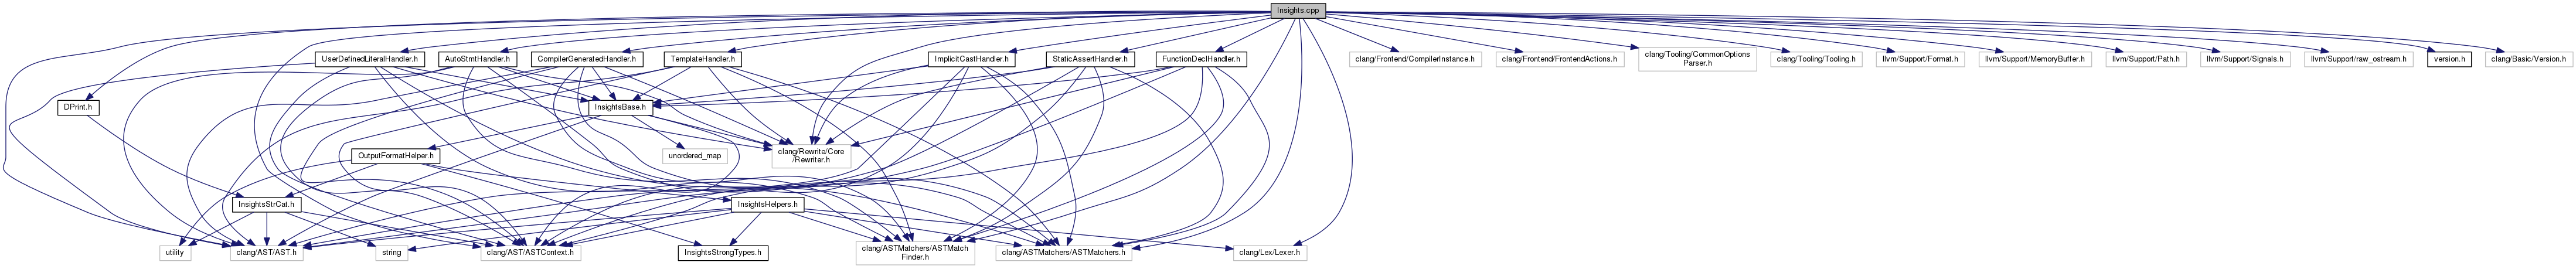 Insights.cpp
UserDefinedLiteralHandler.h
AutoStmtHandler.h
CompilerGeneratedHandler.h
TemplateHandler.h
ImplicitCastHandler.h
StaticAssertHandler.h
FunctionDeclHandler.h
clang/Frontend/CompilerInstance.h
clang/Frontend/FrontendActions.h
clang/Tooling/CommonOptions
Parser.h
clang/Tooling/Tooling.h
llvm/Support/Format.h
llvm/Support/MemoryBuffer.h
llvm/Support/Path.h
llvm/Support/Signals.h
llvm/Support/raw_ostream.h
version.h
clang/Basic/Version.h
DPrint.h
InsightsBase.h
OutputFormatHelper.h
unordered_map
clang/Rewrite/Core
/Rewriter.h
InsightsStrCat.h
InsightsHelpers.h
utility
clang/AST/AST.h
string
clang/AST/ASTContext.h
InsightsStrongTypes.h
clang/ASTMatchers/ASTMatch
Finder.h
clang/ASTMatchers/ASTMatchers.h
clang/Lex/Lexer.h